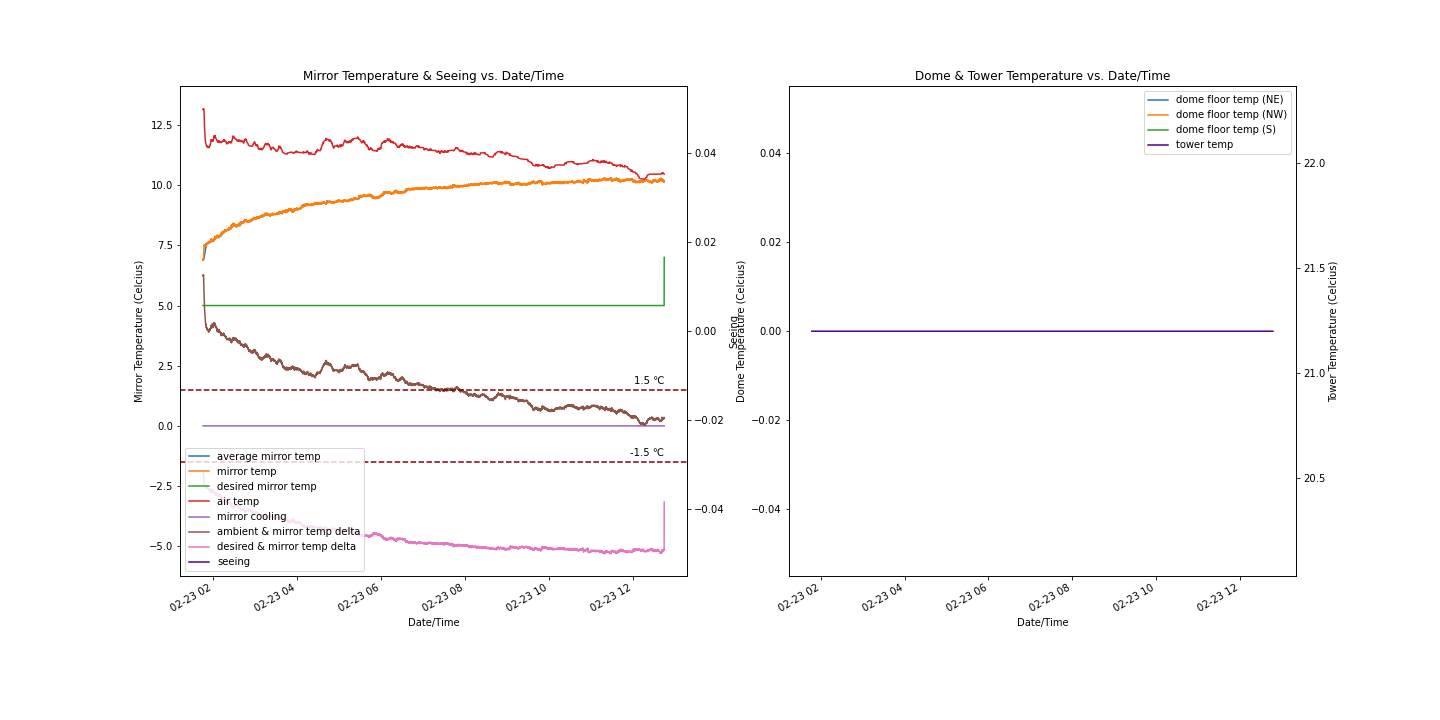 Mirror Temperature & Seeing vs. Date/Time
12.5
10.0
7.5
5.0
2.5
0.0
−2.5
−5.0
Mirror Temperature (Celcius)
1.5 °C
-1.5 °C
average mirror temp
mirror temp
desired mirror temp
air temp
mirror cooling
ambient & mirror temp delta
desired & mirror temp delta
seeing
0.04
0.02
0.00
−0.02
−0.04
Seeing
02-23 02
02-23 04
02-23 06
02-23 08
02-23 10
02-23 12
Date/Time
Dome & Tower Temperature vs. Date/Time
Dome Temperature (Celcius)
0.04
0.02
0.00
−0.02
−0.04
dome floor temp (NE)
dome floor temp (NW)
dome floor temp (S)
tower temp
22.0
21.5
21.0
20.5
Tower Temperature (Celcius)
02-23 02
02-23 04
02-23 06
02-23 08
02-23 10
02-23 12
Date/Time